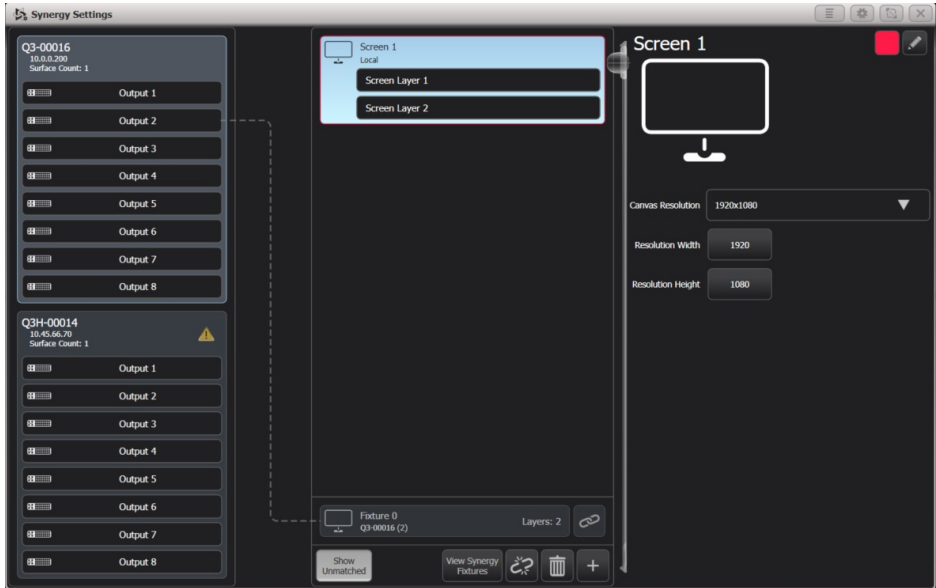 Synergy Settings
Q3-00016
10.0.0.200
Surface Count: 1
Output 1
Output 2
Output 3
Output 4
Output 5
Output 6
Output 7
Output 8
Q3H-00014
10.45.66.70
Surface Count: 1
Output 1
Output 2
Output 3
Output 4
Output 5
Output 6
Output 7
Output 8
Screen 1
Local
Screen Layer 1
Screen Layer 2
Fixture 0
Q3-00016 (2)
Layers: 2
Show
Unmatched
View Synergy
Fixtures
Screen 1
Canvas Resolution
1920x1080
Resolution Width
1920
Resolution Height
1080